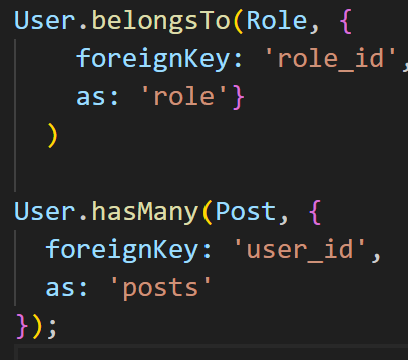 User.belongsTo(Role, {
    foreignKey: 'role_id',
    as: 'role'}
  )

User.hasMany(Post, {
  foreignKey: 'user_id',
  as: 'posts'
});